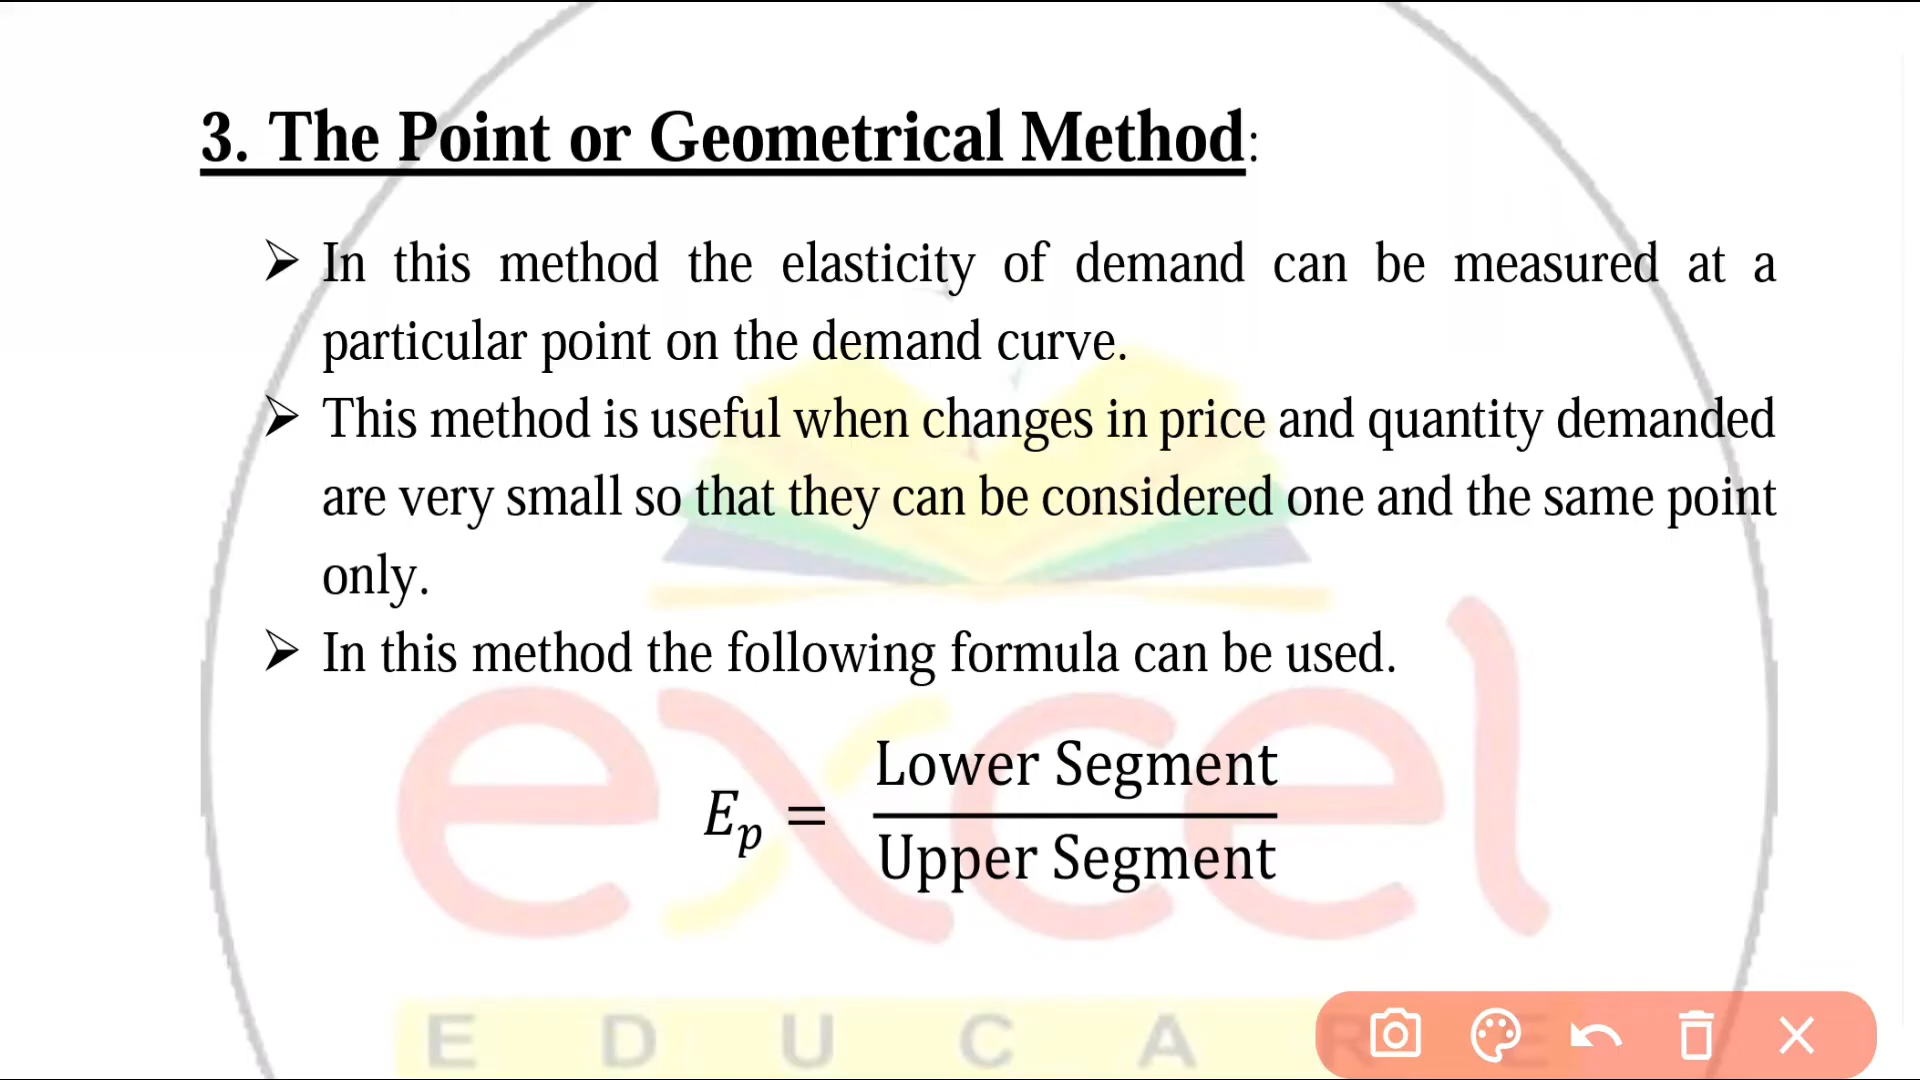 3. The Point or Geometrical Method:
➢ In this method the elasticity of demand can be measured at a
particular point on the demand curve.
➢ This method is useful when changes in price and quantity demanded
are very small so that they can be considered one and the same point
only.
➢ In this method the following formula can be used.
E_p = Lower Segment / Upper Segment
excel
EDUCARE